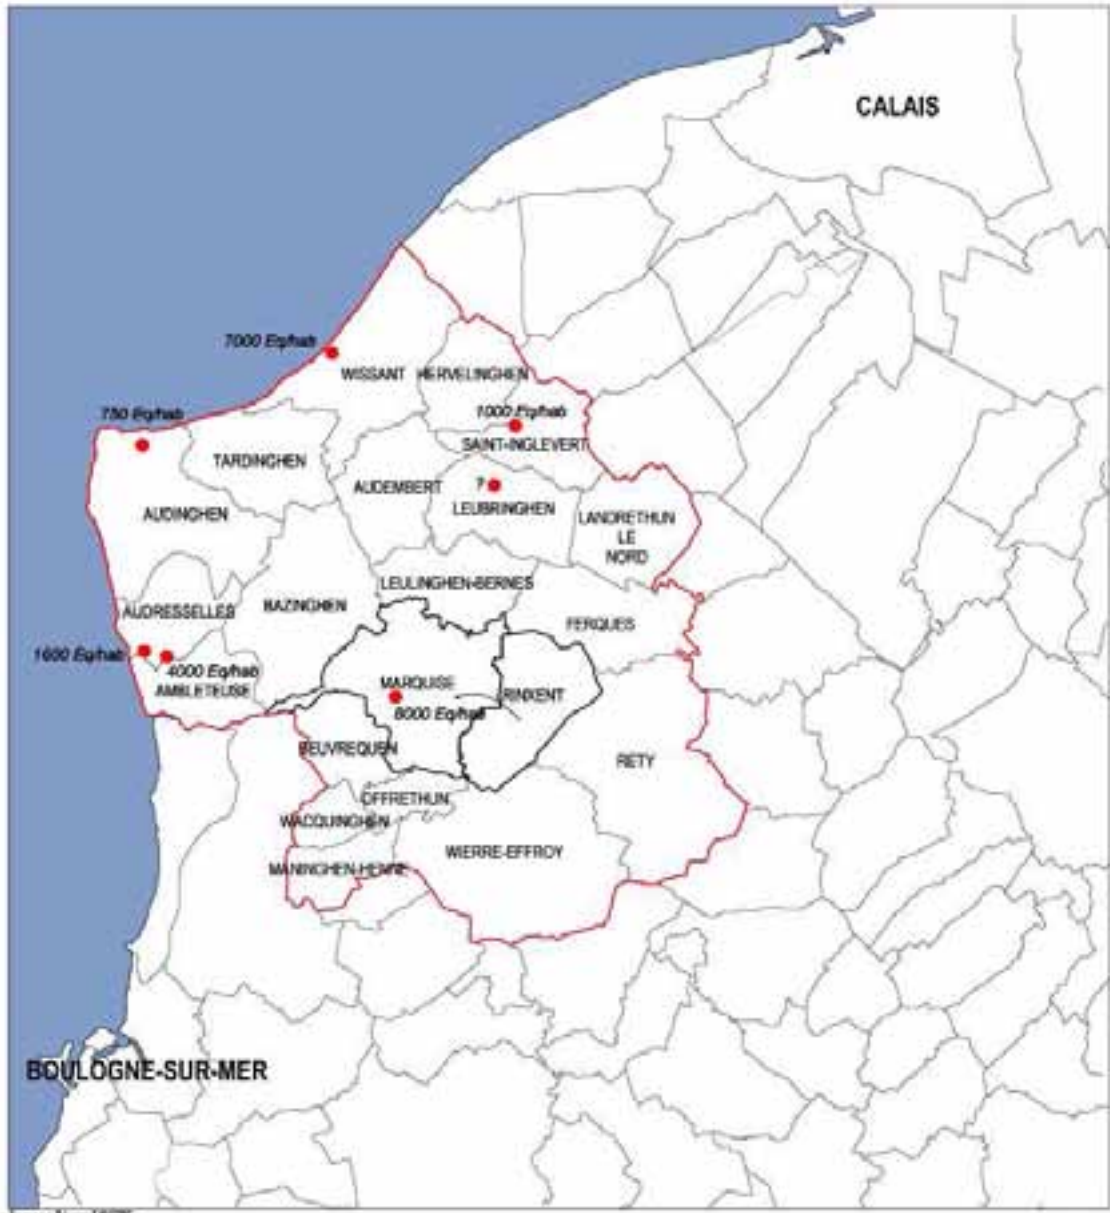 CALAIS
7000 Eq/hab
WISSANT
HERVELINGHEN
750 Eq/hab
1000 Eq/hab
SAINT-INGLEVERT
TARDINGHEN
AUDEMBERT
?
LEUBRINGHEN
AUDINGHEN
LANDRETHUN
LE
NORD
LEULINGHEN-BERNES
AUDRESSELLES
BAZINGHEN
FERQUES
1600 Eq/hab
4000 Eq/hab
AMBLETEUSE
MARQUISE
RINXENT
8000 Eq/hab
BEUVREQUEN
RETY
OFFRETHUN
WACQUINGHEN
WIERRE-EFFROY
MANINGHEN-HENNE
BOULOGNE-SUR-MER